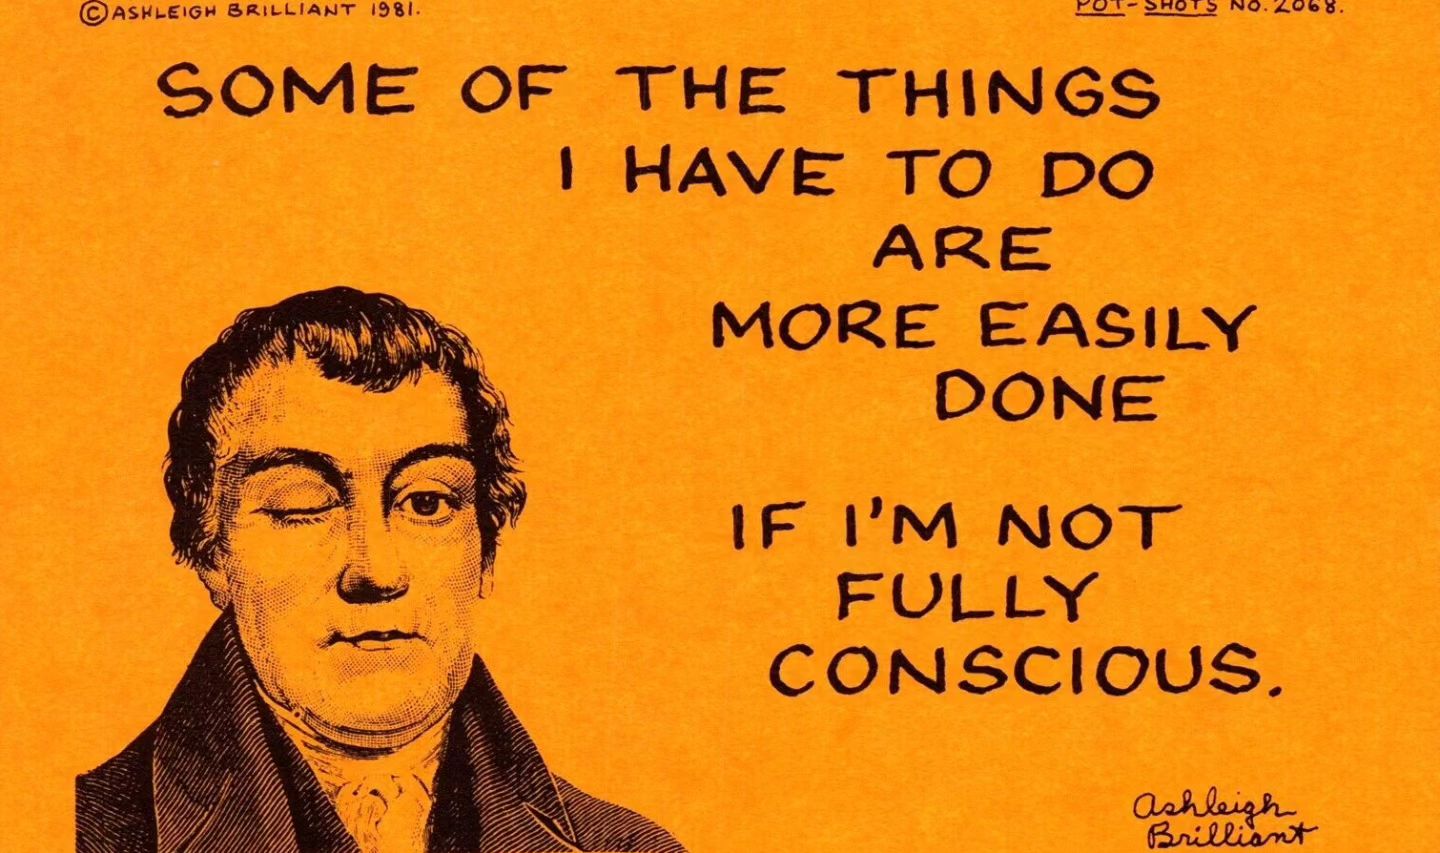 © ASHLEIGH BRILLIANT 1981.
POT-SHOTS NO. 2068.
SOME OF THE THINGS
I HAVE TO DO
ARE
MORE EASILY
DONE
IF I'M NOT
FULLY
CONSCIOUS.
Ashleigh
Brilliant